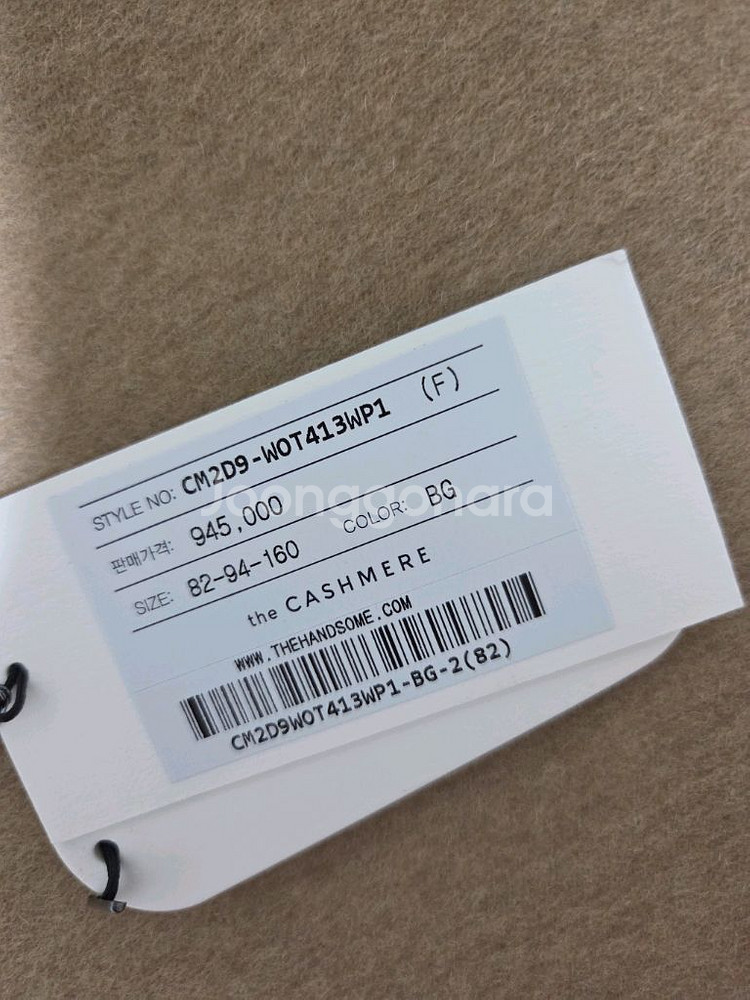 STYLE NO: CM2D9-WOT413WP1 (F)
판매가격: 945,000
SIZE: 82-94-160 COLOR: BG
the CASHMERE
WWW.THEHANDSOME.COM
CM2D9WOT413WP1-BG-2(82)
Joonggonara